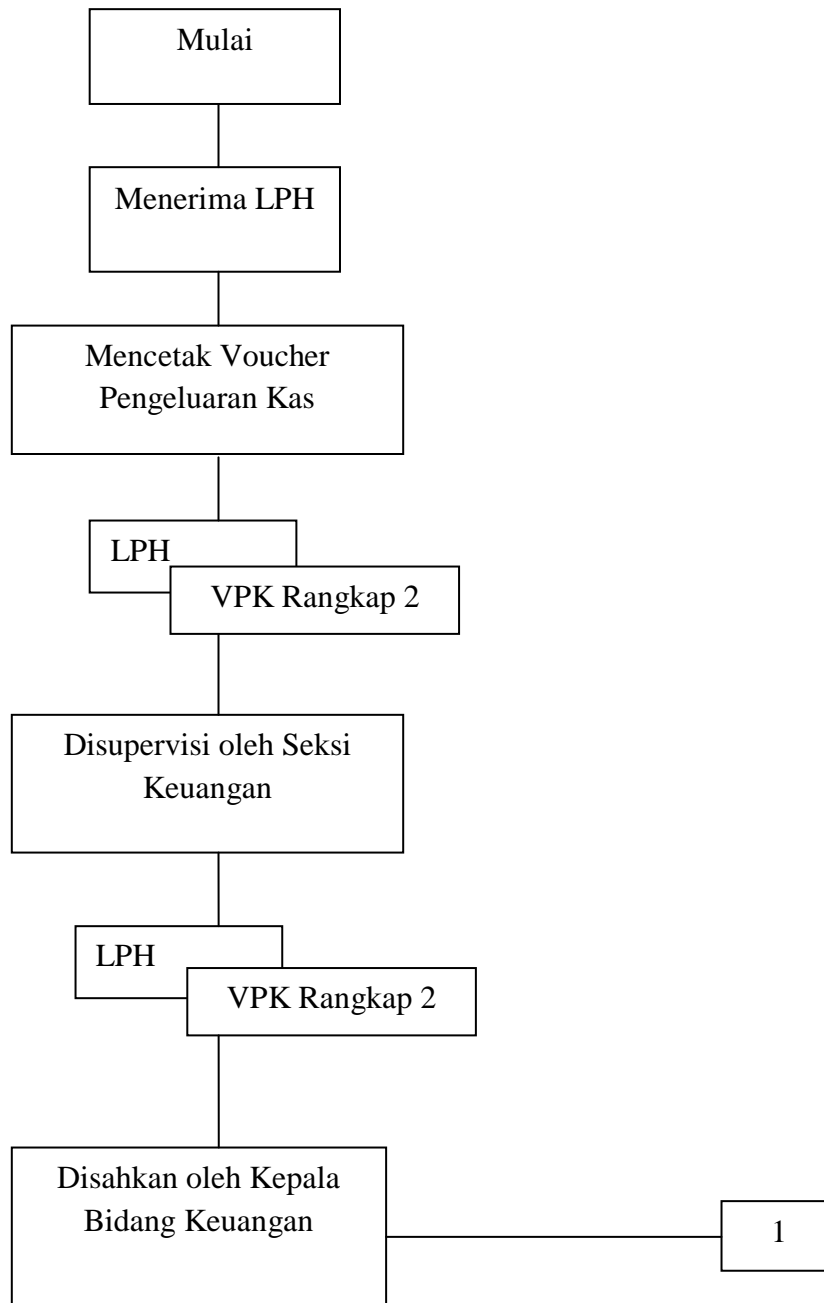 Mulai
Menerima LPH
Mencetak Voucher
Pengeluaran Kas
LPH
VPK Rangkap 2
Disupervisi oleh Seksi
Keuangan
LPH
VPK Rangkap 2
Disahkan oleh Kepala
Bidang Keuangan
1